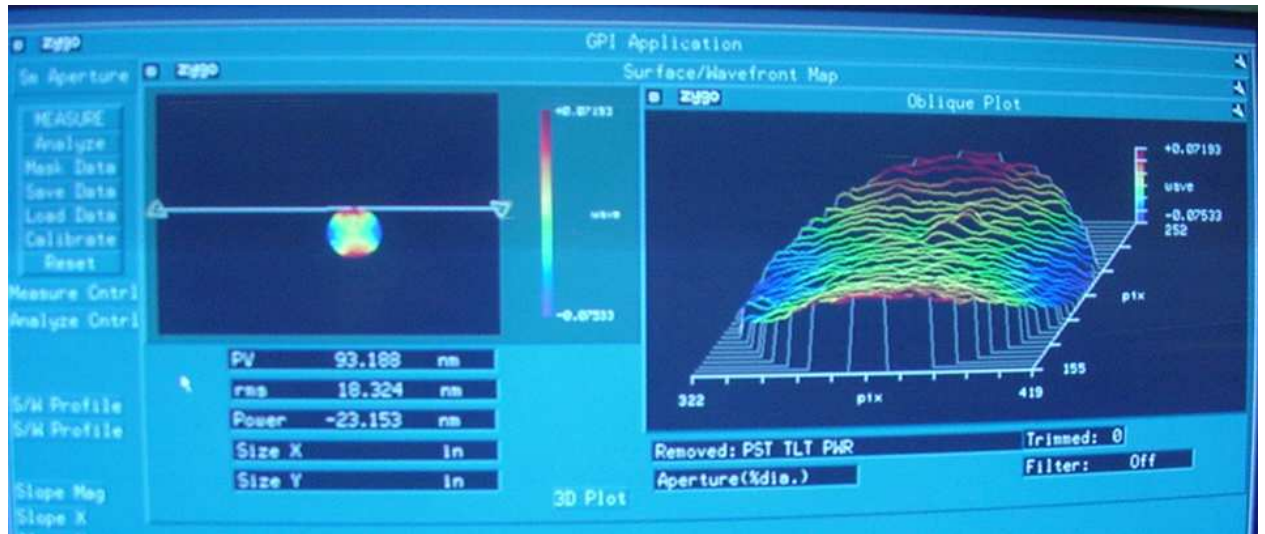 zygo GPI Application
Sm Aperture
zygo Surface/Wavefront Map
zygo Oblique Plot
MEASURE
Analyze
Mask Data
Save Data
Load Data
Calibrate
Reset
Measure Cntrl
Analyze Cntrl
S/W Profile
S/W Profile
Slope Mag
Slope X
+0.07193
wave
-0.07533
PV 93.188 nm
rms 18.324 nm
Power -23.153 nm
Size X in
Size Y in
3D Plot
+0.07193
wave
-0.07533
252
pix
155
322
pix
419
Removed: PST TLT PWR
Trimmed: 0
Aperture(%dia.)
Filter: Off